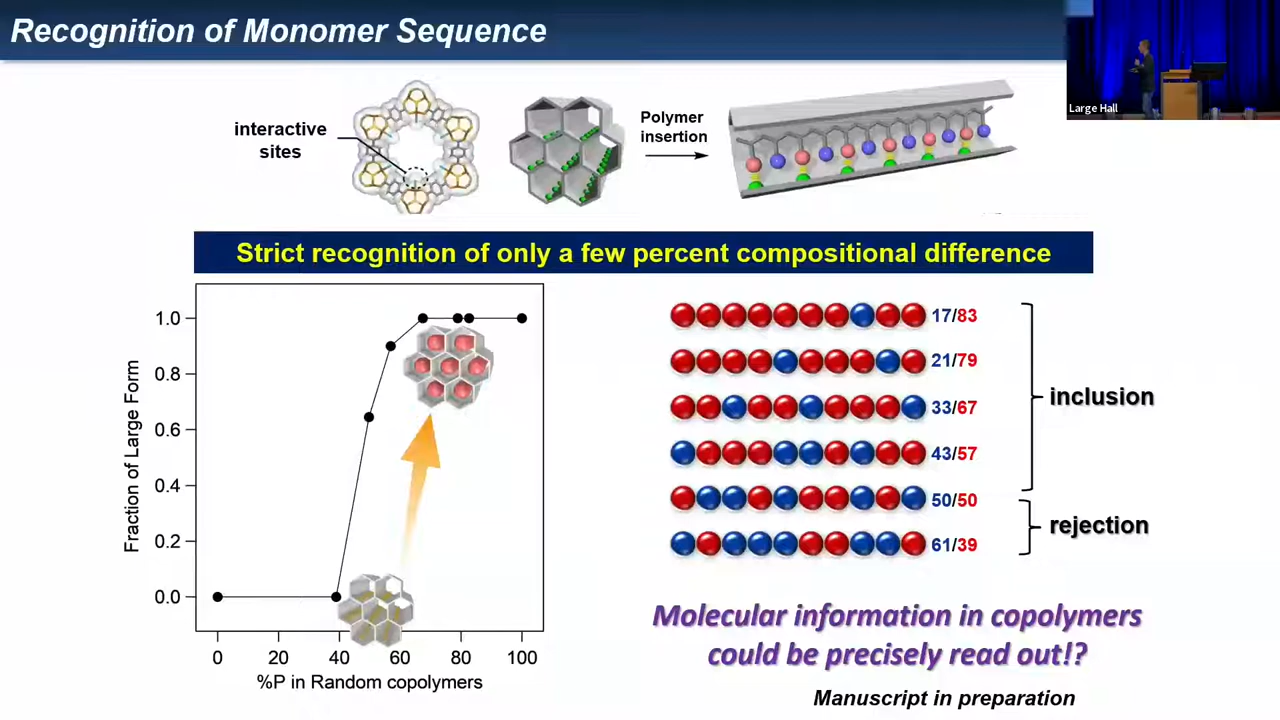 Recognition of Monomer Sequence
Large Hall
interactive
sites
Polymer
insertion
Strict recognition of only a few percent compositional difference
Fraction of Large Form
1.0
0.8
0.6
0.4
0.2
0.0
0 20 40 60 80 100
%P in Random copolymers
17/83
21/79
33/67
43/57
50/50
61/39
inclusion
rejection
Molecular information in copolymers
could be precisely read out!?
Manuscript in preparation